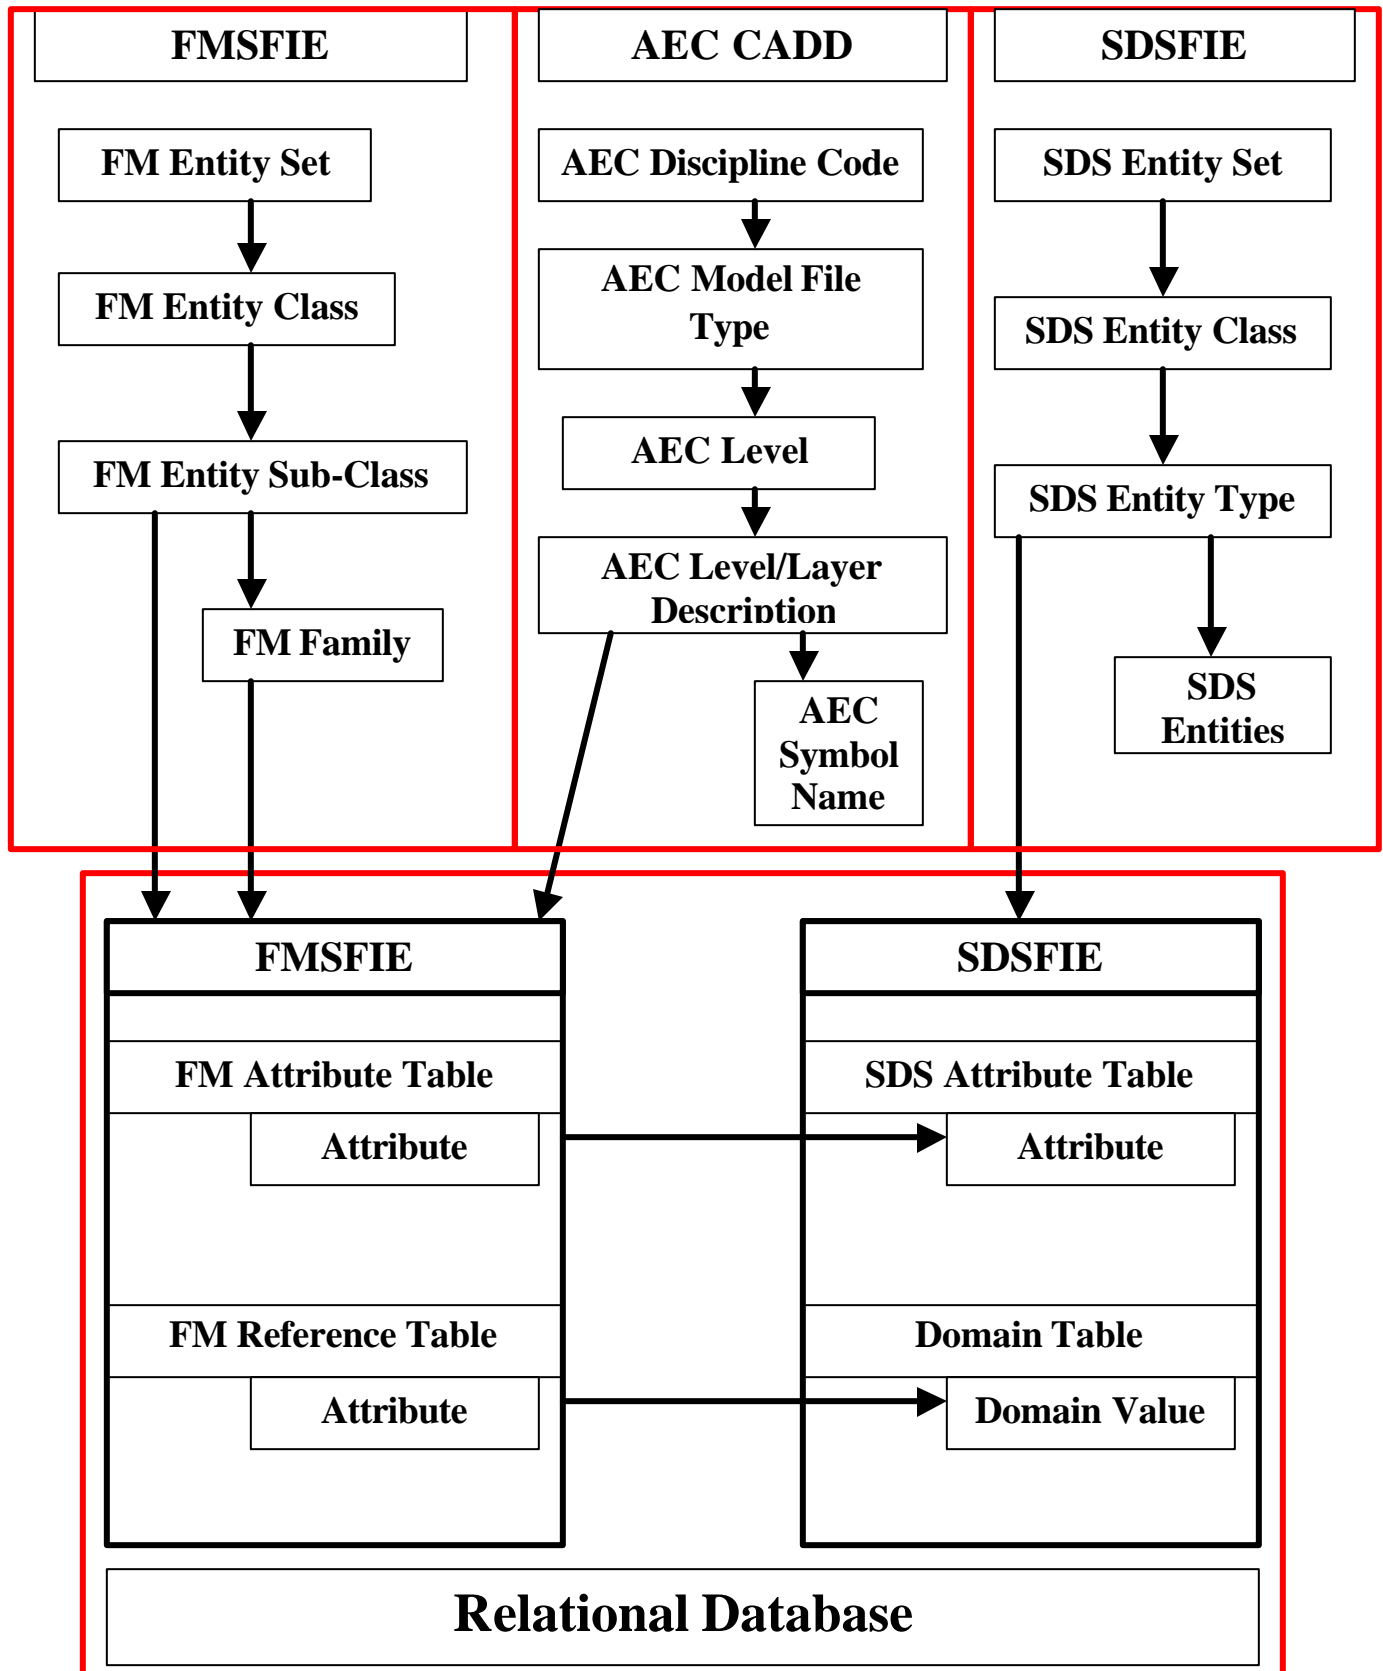 FMSFIE
AEC CADD
SDSFIE
FM Entity Set
FM Entity Class
FM Entity Sub-Class
FM Family
AEC Discipline Code
AEC Model File
Type
AEC Level
AEC Level/Layer
Description
AEC
Symbol
Name
SDS Entity Set
SDS Entity Class
SDS Entity Type
SDS
Entities
FMSFIE
FM Attribute Table
Attribute
FM Reference Table
Attribute
SDSFIE
SDS Attribute Table
Attribute
Domain Table
Domain Value
Relational Database